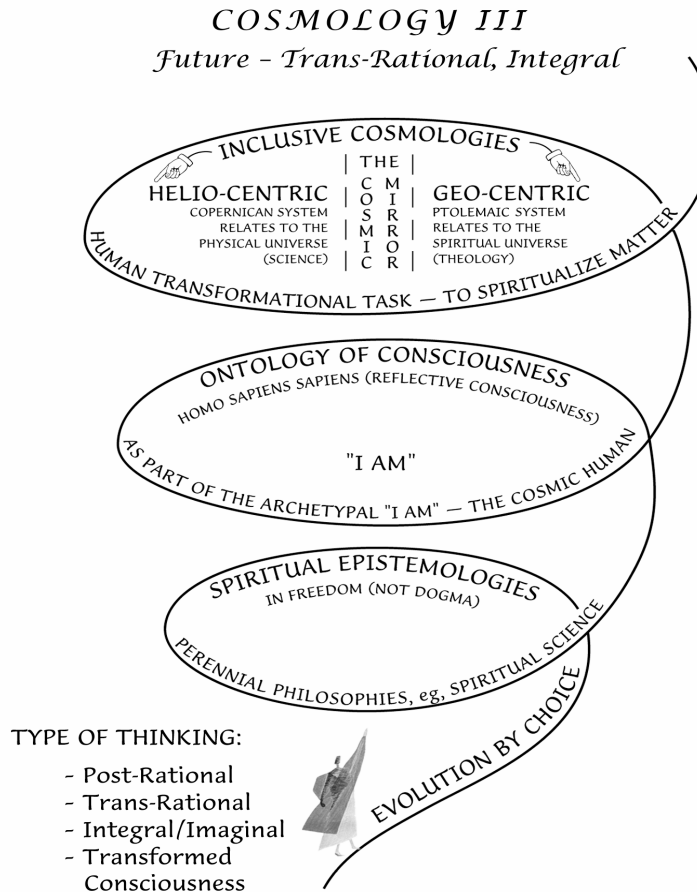 COSMOLOGY III
Future – Trans-Rational, Integral
INCLUSIVE COSMOLOGIES
THE
COSMIC
MIRROR
HELIO-CENTRIC
COPERNICAN SYSTEM
RELATES TO THE
PHYSICAL UNIVERSE
(SCIENCE)
GEO-CENTRIC
PTOLEMAIC SYSTEM
RELATES TO THE
SPIRITUAL UNIVERSE
(THEOLOGY)
HUMAN TRANSFORMATIONAL TASK — TO SPIRITUALIZE MATTER
ONTOLOGY OF CONSCIOUSNESS
HOMO SAPIENS SAPIENS (REFLECTIVE CONSCIOUSNESS)
"I AM"
AS PART OF THE ARCHETYPAL "I AM" — THE COSMIC HUMAN
SPIRITUAL EPISTEMOLOGIES
IN FREEDOM (NOT DOGMA)
PERENNIAL PHILOSOPHIES, eg, SPIRITUAL SCIENCE
EVOLUTION BY CHOICE
TYPE OF THINKING:
- Post-Rational
- Trans-Rational
- Integral/Imaginal
- Transformed
Consciousness